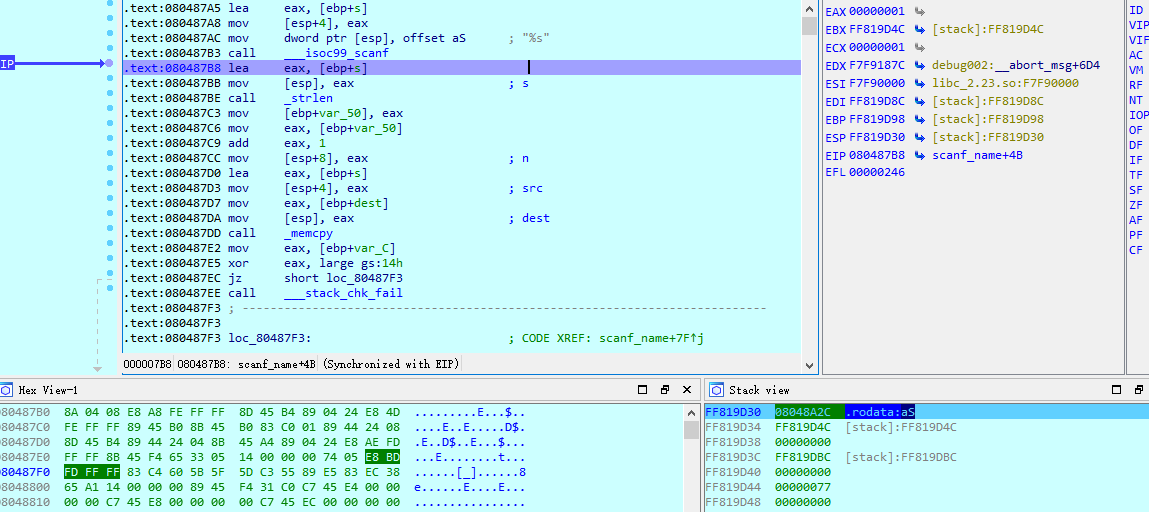 .text:080487A5 lea eax, [ebp+s]
.text:080487A8 mov [esp+4], eax
.text:080487AC mov dword ptr [esp], offset aS ; "%s"
.text:080487B3 call ___isoc99_scanf
IP
.text:080487B8 lea eax, [ebp+s]
.text:080487BB mov [esp], eax ; s
.text:080487BE call _strlen
.text:080487C3 mov [ebp+var_50], eax
.text:080487C6 mov eax, [ebp+var_50]
.text:080487C9 add eax, 1
.text:080487CC mov [esp+8], eax ; n
.text:080487D0 lea eax, [ebp+s]
.text:080487D3 mov [esp+4], eax ; src
.text:080487D7 mov eax, [ebp+dest]
.text:080487DA mov [esp], eax ; dest
.text:080487DD call _memcpy
.text:080487E2 mov eax, [ebp+var_C]
.text:080487E5 xor eax, large gs:14h
.text:080487EC jz short loc_80487F3
.text:080487EE call ___stack_chk_fail
.text:080487F3 ; ---------------------------------------------------------------------------
.text:080487F3
.text:080487F3 loc_80487F3: ; CODE XREF: scanf_name+7F↑j
000007B8 080487B8: scanf_name+4B (Synchronized with EIP)
EAX 00000001
EBX FF819D4C [stack]:FF819D4C
ECX 00000001
EDX F7F9187C debug002:__abort_msg+6D4
ESI F7F90000 libc_2.23.so:F7F90000
EDI FF819D8C [stack]:FF819D8C
EBP FF819D98 [stack]:FF819D98
ESP FF819D30 [stack]:FF819D30
EIP 080487B8 scanf_name+4B
EFL 00000246
ID
VIP
VIF
AC
VM
RF
NT
IOP
OF
DF
IF
TF
SF
ZF
AF
PF
CF
Hex View-1
080487B0 8A 04 08 E8 A8 FE FF FF 8D 45 B4 89 04 24 E8 4D .........E...$..
080487C0 FE FF FF 89 45 B0 8B 45 B0 83 C0 01 89 44 24 08 ....E..E.....D$.
080487D0 8D 45 B4 89 44 24 04 8B 45 A4 89 04 24 E8 AE FD .E..D$..E...$...
080487E0 FF FF 8B 45 F4 65 33 05 14 00 00 00 74 05 E8 BD ...E........t...
080487F0 FD FF FF 83 C4 60 5B 5F 5D C3 55 89 E5 83 EC 38 ......[_]......8
08048800 65 A1 14 00 00 00 89 45 F4 31 C0 C7 45 E4 00 00 e......E....E...
08048810 00 00 C7 45 E8 00 00 00 00 C7 45 EC 00 00 00 00 ................
Stack view
FF819D30 08048A2C .rodata:aS
FF819D34 FF819D4C [stack]:FF819D4C
FF819D38 00000000
FF819D3C FF819DBC [stack]:FF819DBC
FF819D40 00000000
FF819D44 00000077
FF819D48 00000000